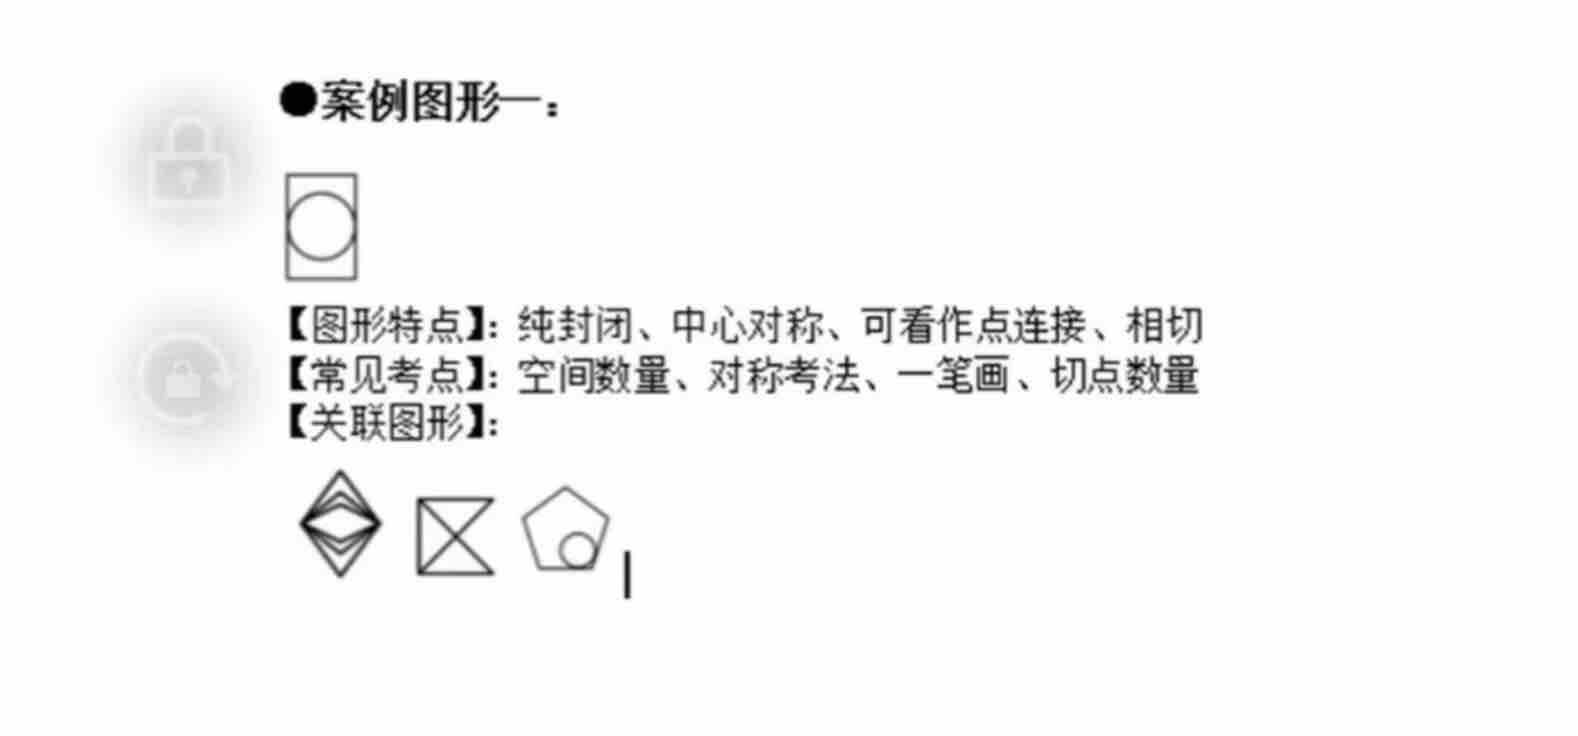 ●案例图形一：
【图形特点】：纯封闭、中心对称、可看作点连接、相切
【常见考点】：空间数量、对称考法、一笔画、切点数量
【关联图形】：